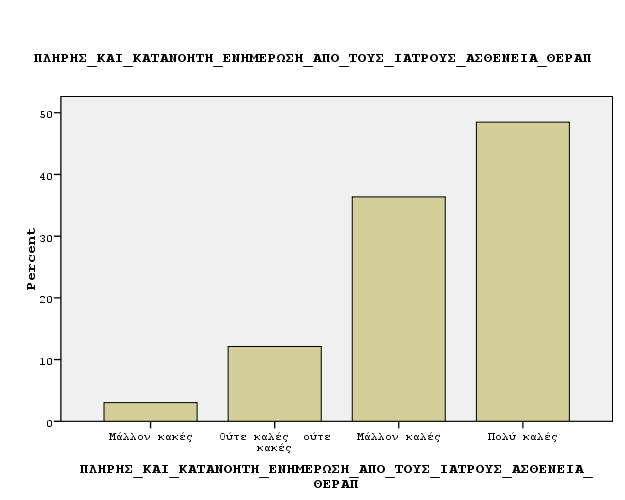 ΠΛΗΡΗΣ_ΚΑΙ_ΚΑΤΑΝΟΗΤΗ_ΕΝΗΜΕΡΩΣΗ_ΑΠΟ_ΤΟΥΣ_ΙΑΤΡΟΥΣ_ΑΣΘΕΝΕΙΑ_ΘΕΡΑΠ
50
40
30
20
10
0
Percent
Μάλλον κακές
Ούτε καλές ούτε
κακές
Μάλλον καλές
Πολύ καλές
ΠΛΗΡΗΣ_ΚΑΙ_ΚΑΤΑΝΟΗΤΗ_ΕΝΗΜΕΡΩΣΗ_ΑΠΟ_ΤΟΥΣ_ΙΑΤΡΟΥΣ_ΑΣΘΕΝΕΙΑ_
ΘΕΡΑΠ